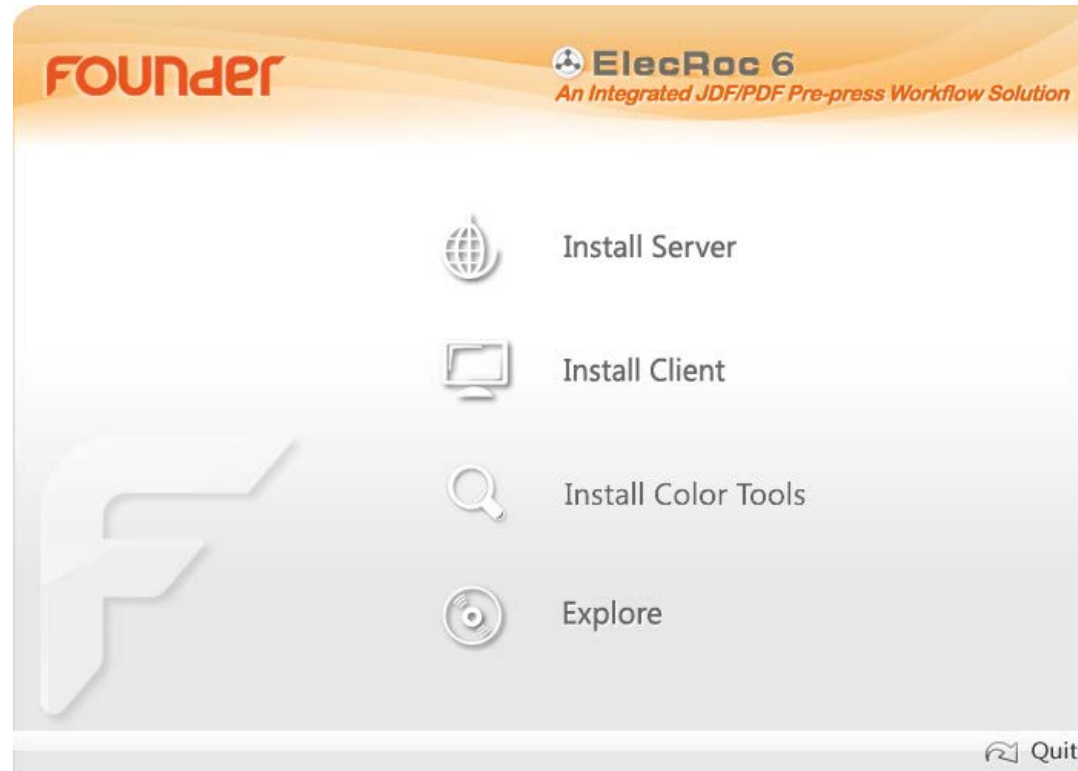 FOUNDER
ElecRoc 6
An Integrated JDF/PDF Pre-press Workflow Solution
Install Server
Install Client
Install Color Tools
Explore
Quit